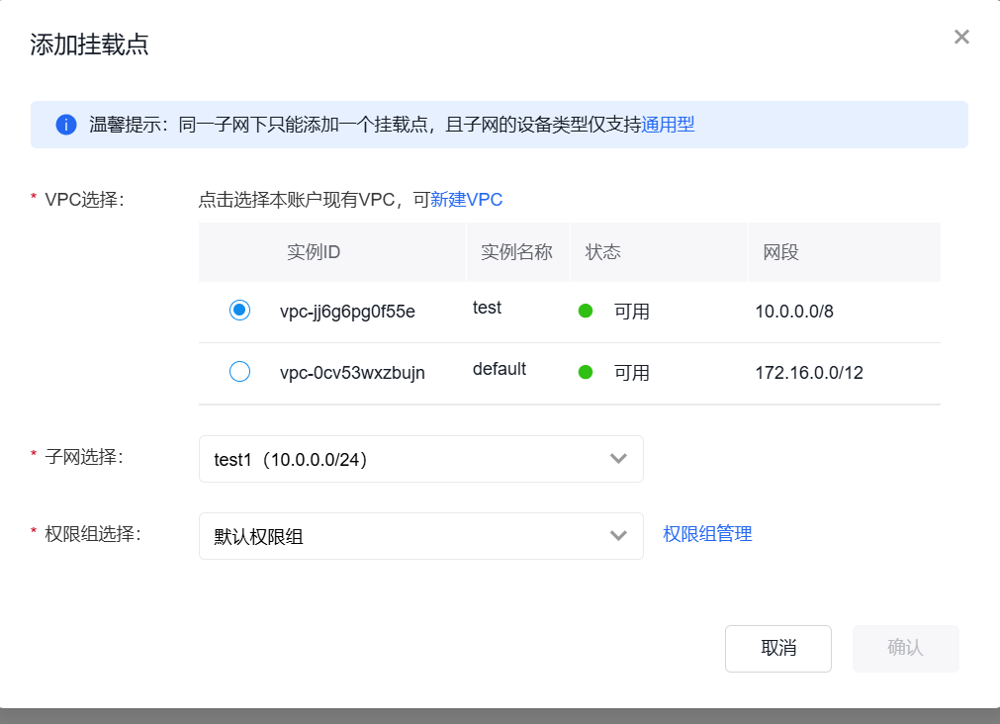 添加挂载点
温馨提示：同一子网下只能添加一个挂载点，且子网的设备类型仅支持通用型
* VPC选择： 点击选择本账户现有VPC，可新建VPC
实例ID 实例名称 状态 网段
vpc-jj6g6pg0f55e test 可用 10.0.0.0/8
vpc-0cv53wxzbujn default 可用 172.16.0.0/12
* 子网选择： test1（10.0.0.0/24）
* 权限组选择： 默认权限组 权限组管理
取消 确认